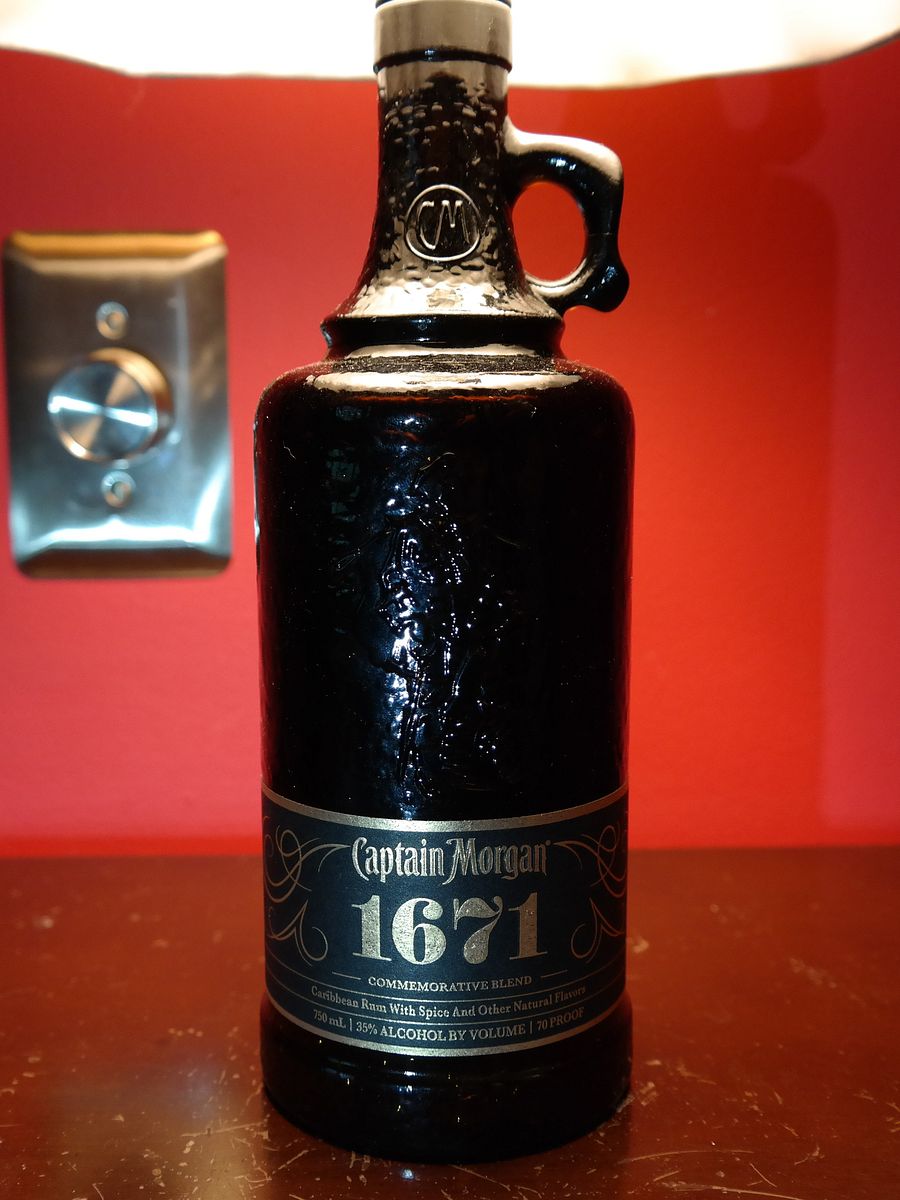 CM
Captain Morgan
1671
COMMEMORATIVE BLEND
Caribbean Rum With Spice And Other Natural Flavors
750 mL | 35% ALCOHOL BY VOLUME | 70 PROOF